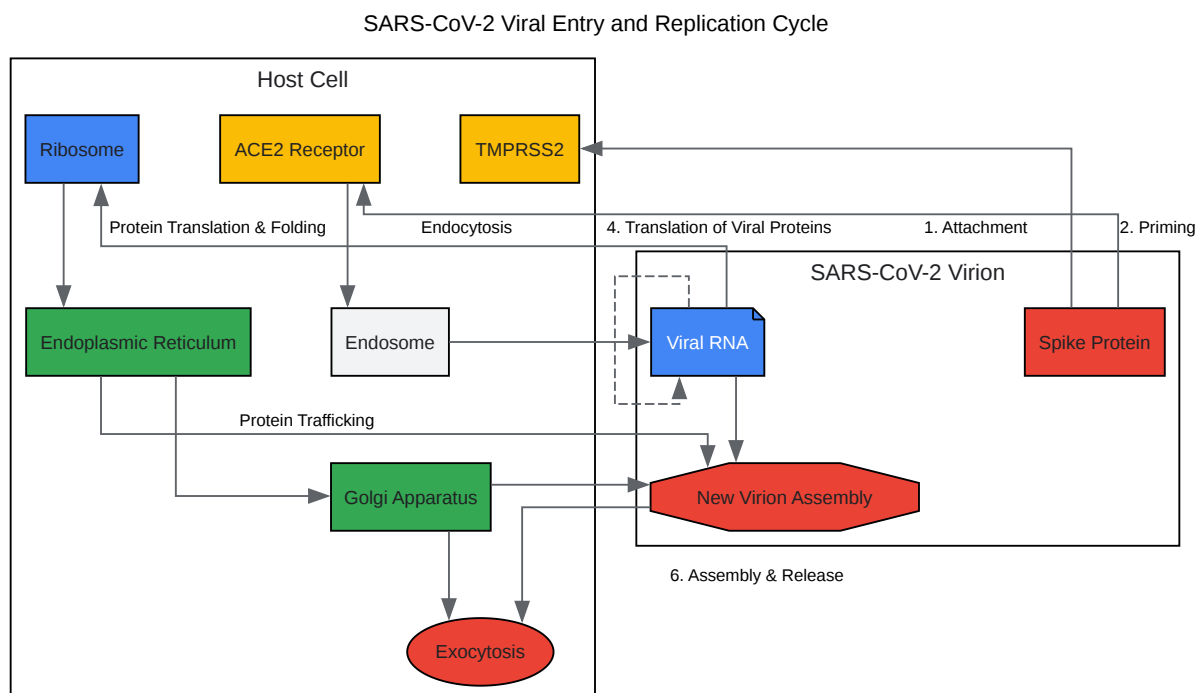 SARS-CoV-2 Viral Entry and Replication Cycle
Host Cell
Ribosome
ACE2 Receptor
TMPRSS2
Protein Translation & Folding
Endocytosis
4. Translation of Viral Proteins
1. Attachment
2. Priming
SARS-CoV-2 Virion
Endoplasmic Reticulum
Endosome
Viral RNA
Spike Protein
Protein Trafficking
Golgi Apparatus
New Virion Assembly
6. Assembly & Release
Exocytosis